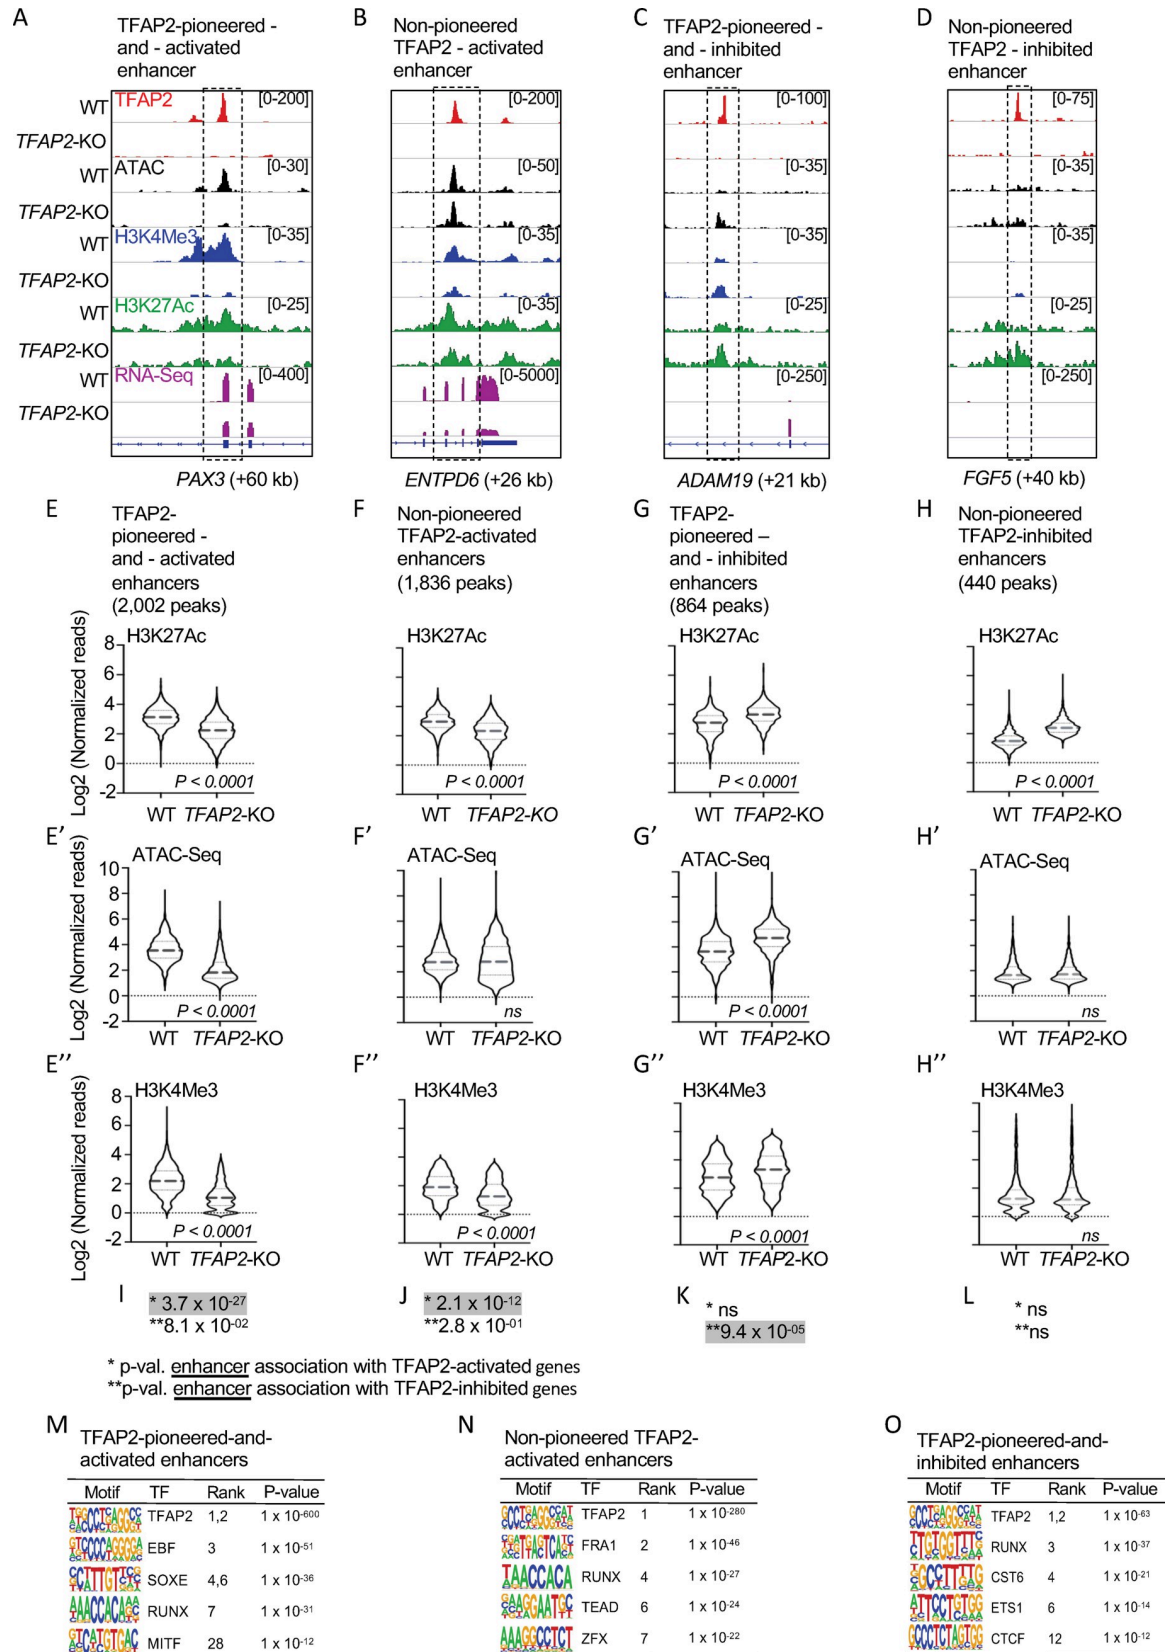 A
TFAP2-pioneered -
and - activated
enhancer
B
Non-pioneered
TFAP2 - activated
enhancer
C
TFAP2-pioneered -
and - inhibited
enhancer
D
Non-pioneered
TFAP2 - inhibited
enhancer
WT TFAP2 [0-200] [0-200] [0-100] [0-75]
TFAP2-KO
WT ATAC [0-30] [0-50] [0-35] [0-35]
TFAP2-KO
WT H3K4Me3 [0-35] [0-35] [0-35] [0-35]
TFAP2-KO
WT H3K27Ac [0-25] [0-35] [0-25] [0-25]
TFAP2-KO
WT RNA-Seq [0-400] [0-5000] [0-250] [0-250]
TFAP2-KO
PAX3 (+60 kb) ENTPD6 (+26 kb) ADAM19 (+21 kb) FGF5 (+40 kb)
E
TFAP2-
pioneered -
and - activated
enhancers
(2,002 peaks)
F
Non-pioneered
TFAP2-activated
enhancers
(1,836 peaks)
G
TFAP2-
pioneered –
and - inhibited
enhancers
(864 peaks)
H
Non-pioneered
TFAP2-inhibited
enhancers
(440 peaks)
Log2 (Normalized reads)
H3K27Ac H3K27Ac H3K27Ac H3K27Ac
8
6
4
2
0
-2
P < 0.0001 P < 0.0001 P < 0.0001 P < 0.0001
WT TFAP2-KO WT TFAP2-KO WT TFAP2-KO WT TFAP2-KO
E′ F′ G′ H′
Log2 (Normalized reads)
ATAC-Seq ATAC-Seq ATAC-Seq ATAC-Seq
10
8
6
4
2
0
-2
P < 0.0001 ns P < 0.0001 ns
WT TFAP2-KO WT TFAP2-KO WT TFAP2-KO WT TFAP2-KO
E′′ F′′ G′′ H′′
Log2 (Normalized reads)
H3K4Me3 H3K4Me3 H3K4Me3 H3K4Me3
8
6
4
2
0
-2
P < 0.0001 P < 0.0001 P < 0.0001 ns
WT TFAP2-KO WT TFAP2-KO WT TFAP2-KO WT TFAP2-KO
I
* 3.7 x 10-27
**8.1 x 10-02
J
* 2.1 x 10-12
**2.8 x 10-01
K
* ns
**9.4 x 10-05
L
* ns
**ns
* p-val. enhancer association with TFAP2-activated genes
**p-val. enhancer association with TFAP2-inhibited genes
M
TFAP2-pioneered-and-
activated enhancers
Motif TF Rank P-value
TFAP2 1,2 1 x 10-600
EBF 3 1 x 10-51
SOXE 4,6 1 x 10-36
RUNX 7 1 x 10-31
MITF 28 1 x 10-12
N
Non-pioneered TFAP2-
activated enhancers
Motif TF Rank P-value
TFAP2 1 1 x 10-280
FRA1 2 1 x 10-46
RUNX 4 1 x 10-27
TEAD 6 1 x 10-24
ZFX 7 1 x 10-22
O
TFAP2-pioneered-and-
inhibited enhancers
Motif TF Rank P-value
TFAP2 1,2 1 x 10-63
RUNX 3 1 x 10-37
CST6 4 1 x 10-21
ETS1 6 1 x 10-14
CTCF 12 1 x 10-12